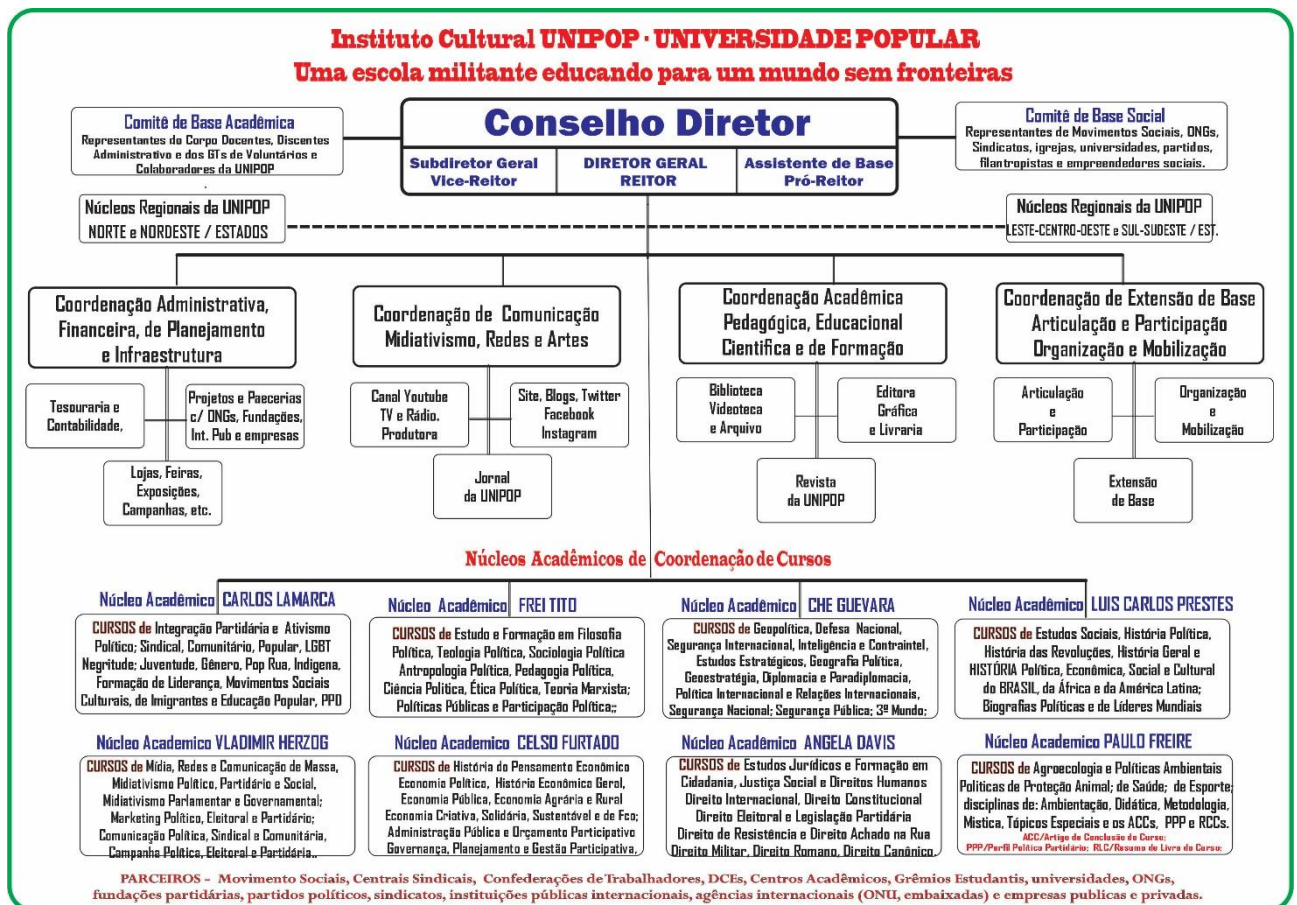 Instituto Cultural UNIPOP · UNIVERSIDADE POPULAR
Uma escola militante educando para um mundo sem fronteiras
Comitê de Base Acadêmica
Representantes do Corpo Docentes, Discentes
Administrativo e dos GTs de Voluntários e
Colaboradores da UNIPOP
Conselho Diretor
Subdiretor Geral
Vice-Reitor
DIRETOR GERAL
REITOR
Assistente de Base
Pró-Reitor
Comitê de Base Social
Representantes de Movimentos Sociais, ONGs,
Sindicatos, igrejas, universidades, partidos,
filantropistas e empreendedores sociais.
Núcleos Regionais da UNIPOP
NORTE e NORDESTE / ESTADOS
Núcleos Regionais da UNIPOP
LESTE-CENTRO-OESTE e SUL-SUDESTE / EST.
Coordenação Administrativa,
Financeira, de Planejamento
e Infraestrutura
Coordenação de Comunicação
Midiativismo, Redes e Artes
Coordenação Acadêmica
Pedagógica, Educacional
Científica e de Formação
Coordenação de Extensão de Base
Articulação e Participação
Organização e Mobilização
Tesouraria e
Contabilidade,
Projetos e Paecerias
c/ ONGs, Fundações,
Int. Pub e empresas
Lojas, Feiras,
Exposições,
Campanhas, etc.
Canal Youtube
TV e Rádio.
Produtora
Site, Blogs, Twitter
Facebook
Instagram
Jornal
da UNIPOP
Biblioteca
Videoteca
e Arquivo
Editora
Gráfica
e Livraria
Revista
da UNIPOP
Articulação
e
Participação
Organização
e
Mobilização
Extensão
de Base
Núcleos Acadêmicos de Coordenação de Cursos
Núcleo Acadêmico CARLOS LAMARCA
CURSOS de Integração Partidária e Ativismo
Político; Sindical, Comunitário, Popular, LGBT
Negritude; Juventude, Gênero, Pop Rua, Indigena,
Formação de Liderança, Movimentos Sociais
Culturais, de Imigrantes e Educação Popular, PPD
Núcleo Acadêmico FREI TITO
CURSOS de Estudo e Formação em Filosofia
Política, Teologia Política, Sociologia Política
Antropologia Política, Pedagogia Política,
Ciência Politica, Ética Política, Teoria Marxista;
Políticas Públicas e Participação Política;;
Núcleo Acadêmico CHE GUEVARA
CURSOS de Geopolítica, Defesa Nacional,
Segurança Internacional, Inteligência e Contraintel,
Estudos Estratégicos, Geografia Política,
Geoestratégia, Diplomacia e Paradiplomacia,
Política Internacional e Relações Internacionais,
Segurança Nacional; Segurança Pública; 3º Mundo;
Núcleo Academico LUIS CARLOS PRESTES
CURSOS de Estudos Sociais, História Política,
História das Revoluções, História Geral e
HISTÓRIA Política, Econômica, Social e Cultural
do BRASIL, da África e da América Latina;
Biografias Políticas e de Líderes Mundiais
Núcleo Academico VLADIMIR HERZOG
CURSOS de Mídia, Redes e Comunicação de Massa,
Midiativismo Político, Partidário e Social,
Midiativismo Parlamentar e Governamental;
Marketing Político, Eleitoral e Partidário;
Comunicação Política, Sindical e Comunitária,
Campanha Política, Eleitoral e Partidária..
Núcleo Academico CELSO FURTADO
CURSOS de História do Pensamento Econômico
Economia Político, História Econômico Geral,
Economia Pública, Economia Agrária e Rural
Economia Criativa, Solidária, Sustentável e de Fco;
Administração Pública e Orçamento Participativo
Governança, Planejamento e Gestão Participativa,
Núcleo Acadêmico ANGELA DAVIS
CURSOS de Estudos Jurídicos e Formação em
Cidadania, Justiça Social e Direitos Humanos
Direito Internacional, Direito Constitucional
Direito Eleitoral e Legislação Partidária
Direito de Resistência e Direito Achado na Rua
Direito Militar, Direito Romano, Direito Canônico.
Núcleo Academico PAULO FREIRE
CURSOS de Agroecologia e Políticas Ambientais
Políticas de Proteção Animal; de Saúde; de Esporte;
disciplinas de: Ambientação, Didática, Metodologia,
Mistica, Tópicos Especiais e os ACCs, PPP e RCCs.
ACC/Artigo de Conclusão do Curso;
PPP/Perfil Política Partidário; RLC/Resumo de Livro do Curso;
PARCEIROS – Movimento Sociais, Centrais Sindicais, Confederações de Trabalhadores, DCEs, Centros Acadêmicos, Grêmios Estudantis, universidades, ONGs,
fundações partidárias, partidos políticos, sindicatos, instituições públicas internacionais, agências internacionais (ONU, embaixadas) e empresas publicas e privadas.